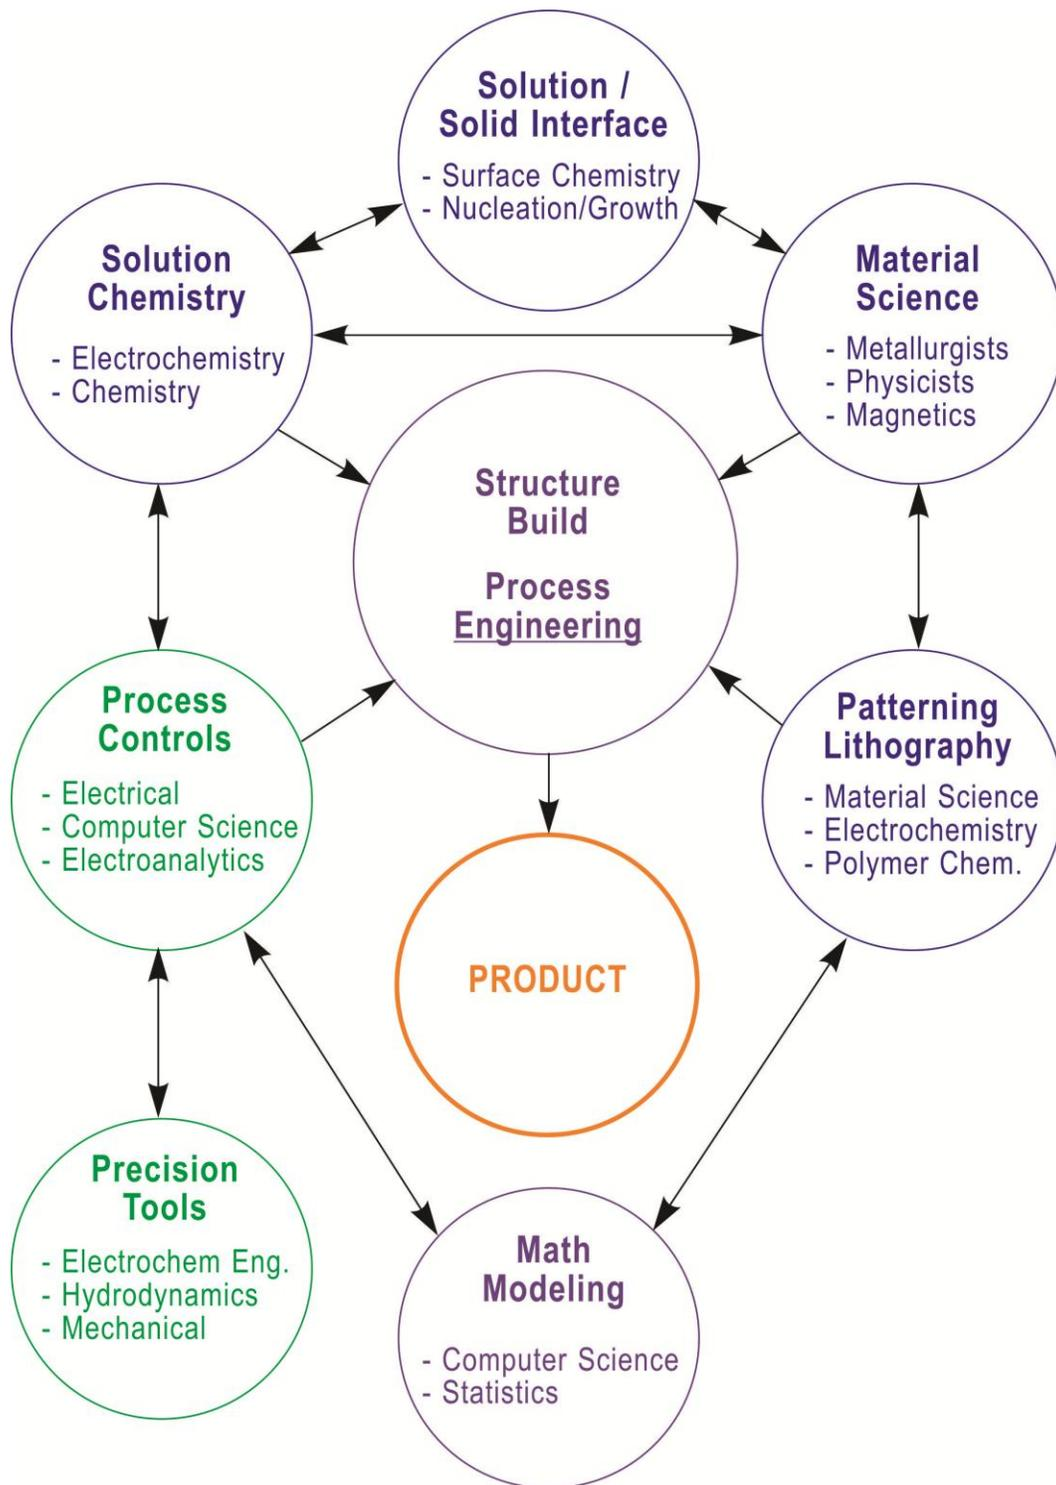 Solution /
Solid Interface
- Surface Chemistry
- Nucleation/Growth
Solution
Chemistry
- Electrochemistry
- Chemistry
Material
Science
- Metallurgists
- Physicists
- Magnetics
Structure
Build
Process
Engineering
Process
Controls
- Electrical
- Computer Science
- Electroanalytics
Patterning
Lithography
- Material Science
- Electrochemistry
- Polymer Chem.
PRODUCT
Precision
Tools
- Electrochem Eng.
- Hydrodynamics
- Mechanical
Math
Modeling
- Computer Science
- Statistics